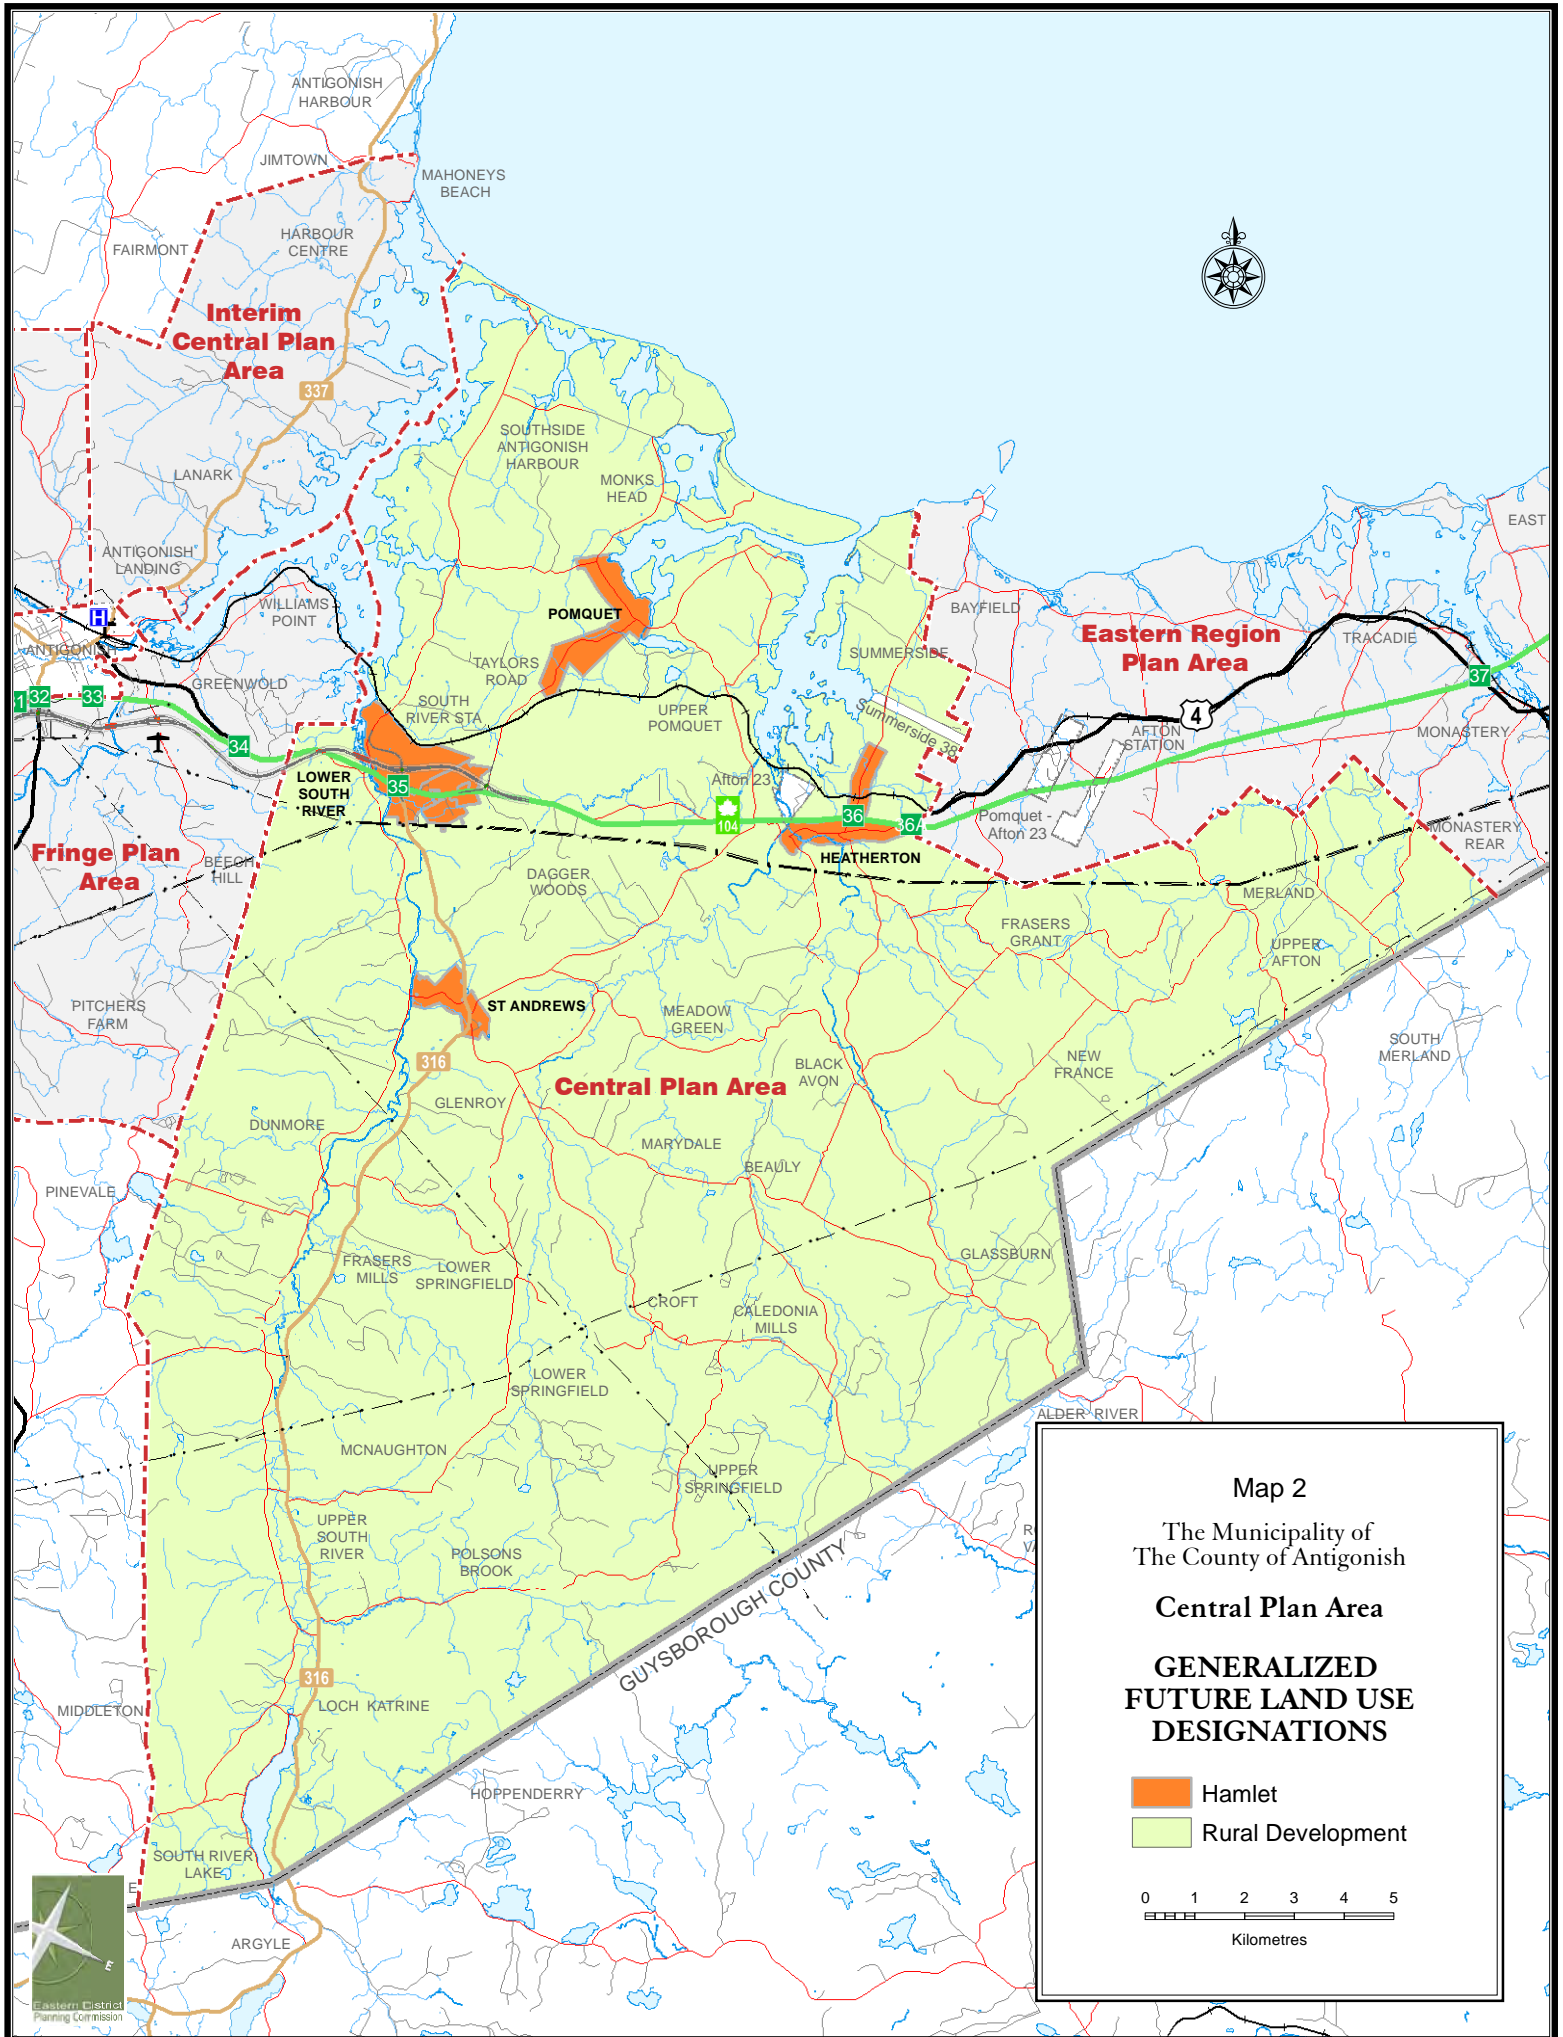 ANTIGONISH
HARBOUR
JIMTOWN
MAHONEYS
BEACH
FAIRMONT
HARBOUR
CENTRE
Interim
Central Plan
Area
337
SOUTHSIDE
ANTIGONISH
HARBOUR
LANARK
MONKS
HEAD
EAST
ANTIGONISH
LANDING
WILLIAMS
POINT
H
POMQUET
BAYFIELD
Eastern Region
Plan Area
TRACADIE
ANTIGONISH
TAYLORS
ROAD
SUMMERSIDE
GREENWOLD
SOUTH
RIVER STA
UPPER
POMQUET
32
33
34
37
4
Summerside 38
AFTON
STATION
MONASTERY
LOWER
SOUTH
RIVER
35
Afton 23
104
36
36A
Pomquet -
Afton 23
MONASTERY
REAR
Fringe Plan
Area
BEECH
HILL
HEATHERTON
DAGGER
WOODS
MERLAND
FRASERS
GRANT
UPPER
AFTON
PITCHERS
FARM
ST ANDREWS
MEADOW
GREEN
SOUTH
MERLAND
316
BLACK
AVON
NEW
FRANCE
Central Plan Area
GLENROY
DUNMORE
MARYDALE
BEAULY
PINEVALE
GLASSBURN
FRASERS
MILLS
LOWER
SPRINGFIELD
CROFT
CALEDONIA
MILLS
LOWER
SPRINGFIELD
ALDER RIVER
MCNAUGHTON
UPPER
SPRINGFIELD
UPPER
SOUTH
RIVER
POLSONS
BROOK
GUYSBOROUGH COUNTY
316
LOCH KATRINE
MIDDLETON
HOPPENDERRY
SOUTH RIVER
LAKE
ARGYLE
Map 2
The Municipality of
The County of Antigonish
Central Plan Area
GENERALIZED
FUTURE LAND USE
DESIGNATIONS
Hamlet
Rural Development
0 1 2 3 4 5
Kilometres
E
Eastern District
Planning Commission